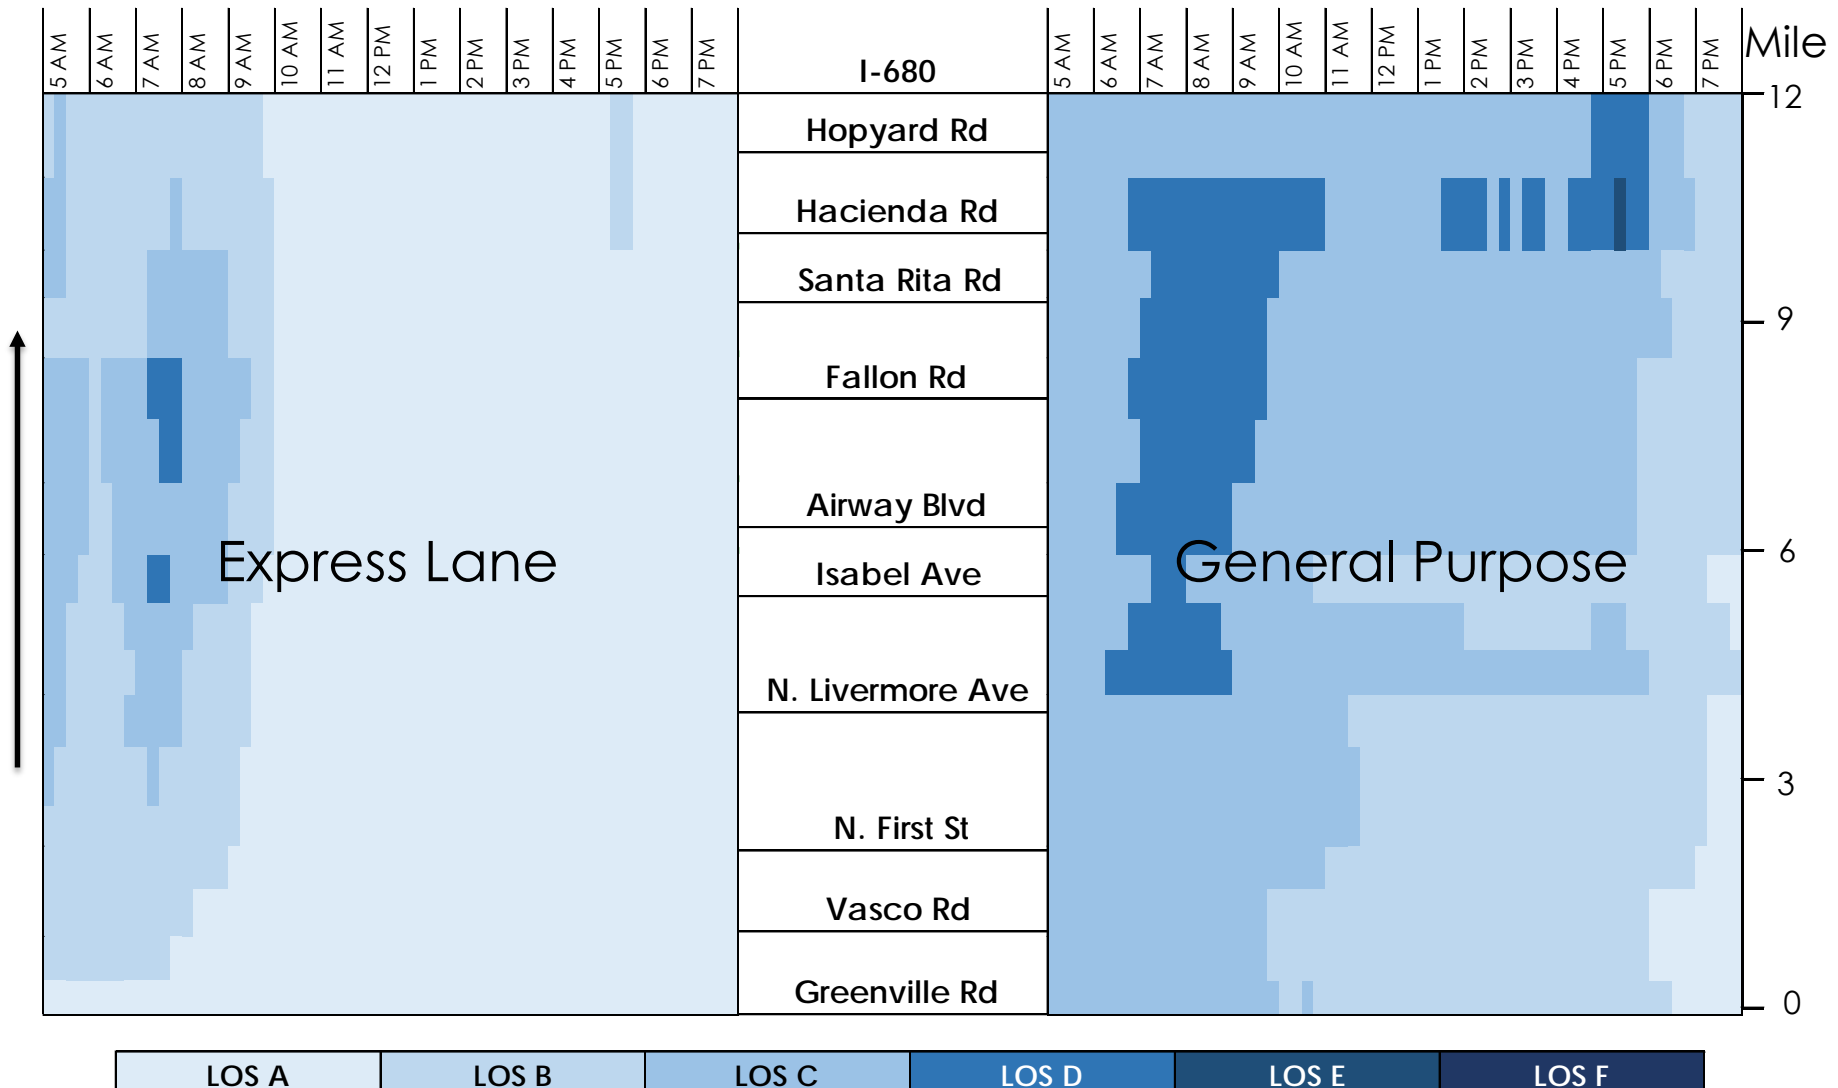 5 AM 6 AM 7 AM 8 AM 9 AM 10 AM 11 AM 12 PM 1 PM 2 PM 3 PM 4 PM 5 PM 6 PM 7 PM
I-680
5 AM 6 AM 7 AM 8 AM 9 AM 10 AM 11 AM 12 PM 1 PM 2 PM 3 PM 4 PM 5 PM 6 PM 7 PM
Mile
12
Hopyard Rd
Hacienda Rd
Santa Rita Rd
9
Fallon Rd
Airway Blvd
Express Lane
Isabel Ave
General Purpose
6
N. Livermore Ave
3
N. First St
Vasco Rd
Greenville Rd
0
LOS A LOS B LOS C LOS D LOS E LOS F